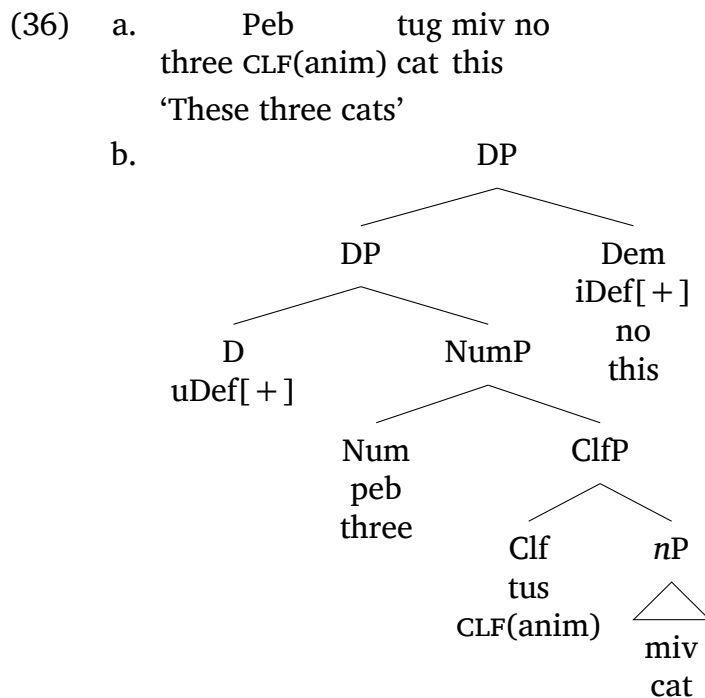 (36) a. Peb tug miv no
three CLF(anim) cat this
‘These three cats’
b. DP
DP Dem
iDef[+]
no
D NumP this
uDef[+]
Num ClfP
peb
three
Clf nP
tus
CLF(anim)
miv
cat